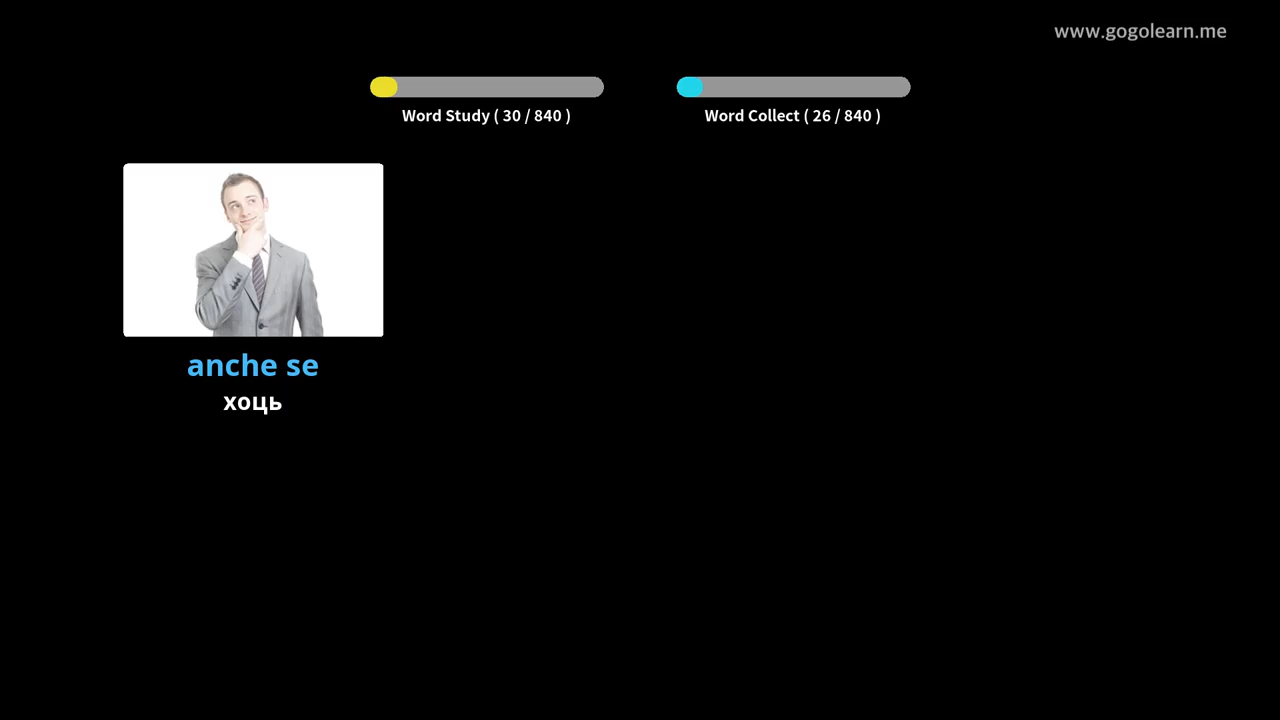 www.gogolearn.me
Word Study ( 30 / 840 )
Word Collect ( 26 / 840 )
anche se
хоць